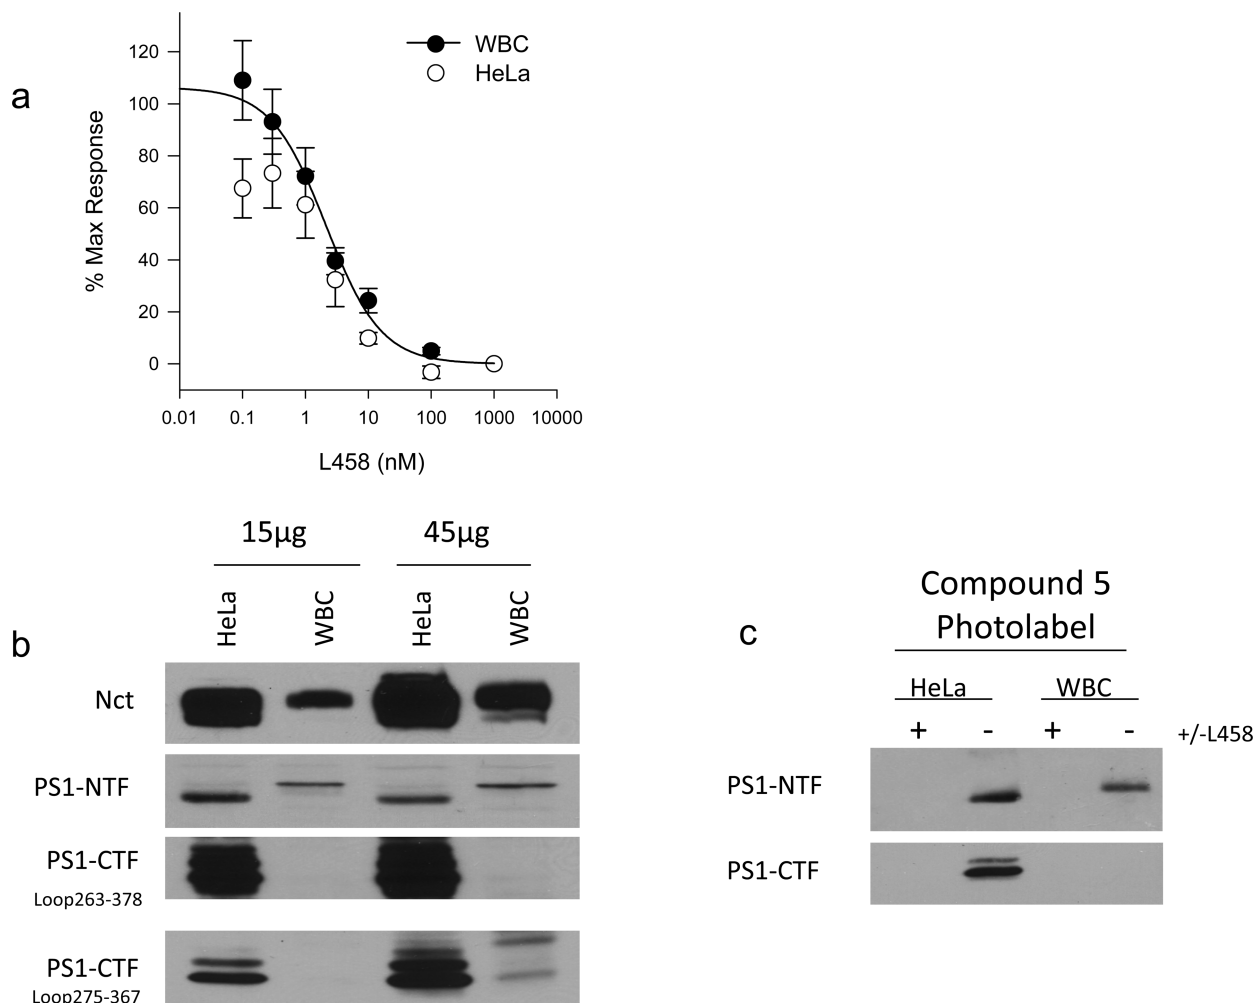 a
% Max Response
120
100
80
60
40
20
0
WBC
HeLa
0.01 0.1 1 10 100 1000 10000
L458 (nM)
b
15µg 45µg
HeLa WBC HeLa WBC
Nct
PS1-NTF
PS1-CTF
Loop263-378
PS1-CTF
Loop275-367
c
Compound 5
Photolabel
HeLa WBC
+ - + - +/-L458
PS1-NTF
PS1-CTF